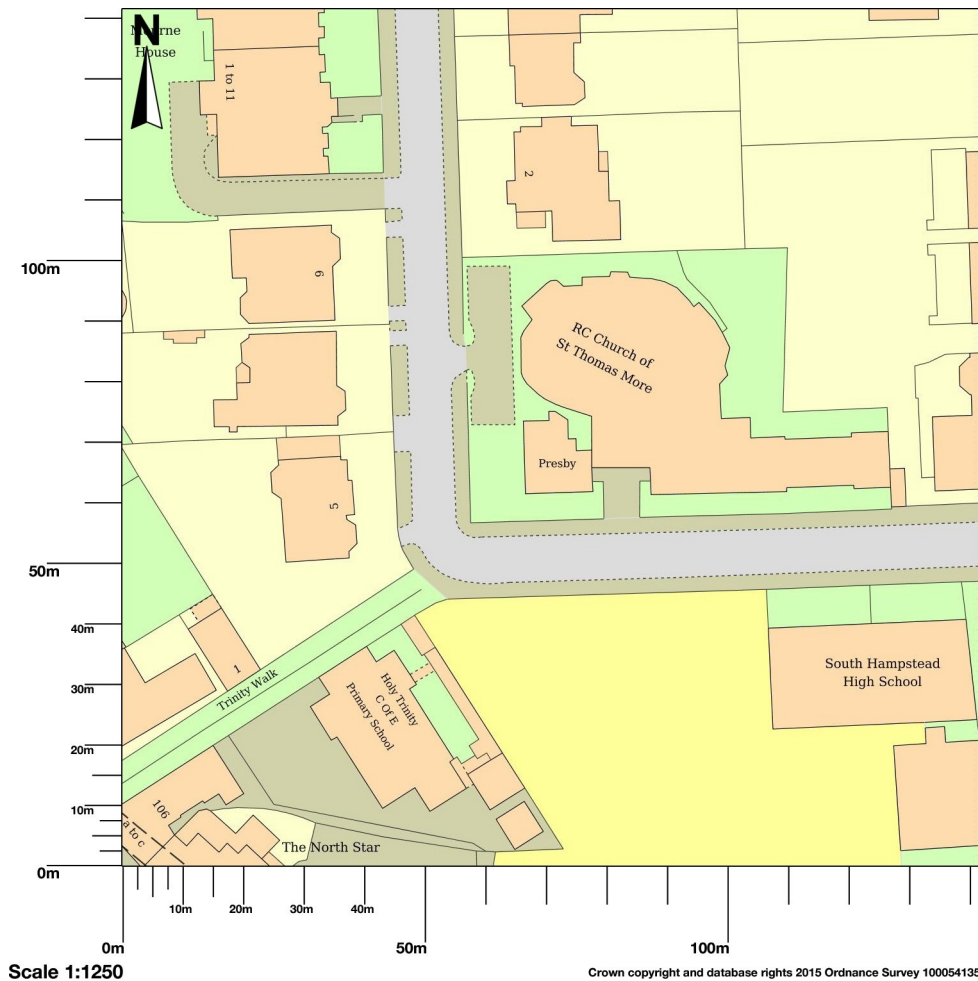 N
Mourne
House
1 to 11
2
6
100m
RC Church of
St Thomas More
Presby
5
50m
40m
30m
20m
10m
0m
1
Trinity Walk
Holy Trinity
C Of E
Primary School
South Hampstead
High School
106
a to c
The North Star
10m
20m
30m
40m
0m
50m
100m
Scale 1:1250
Crown copyright and database rights 2015 Ordnance Survey 100054135